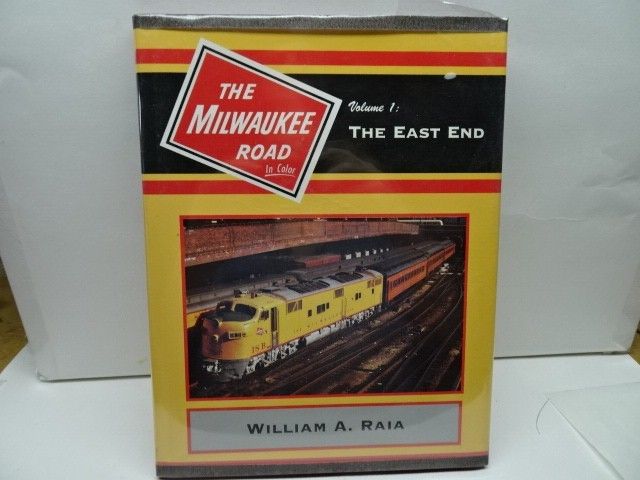 THE
MILWAUKEE
ROAD
In Color
Volume 1:
THE EAST END
WILLIAM A. RAIA